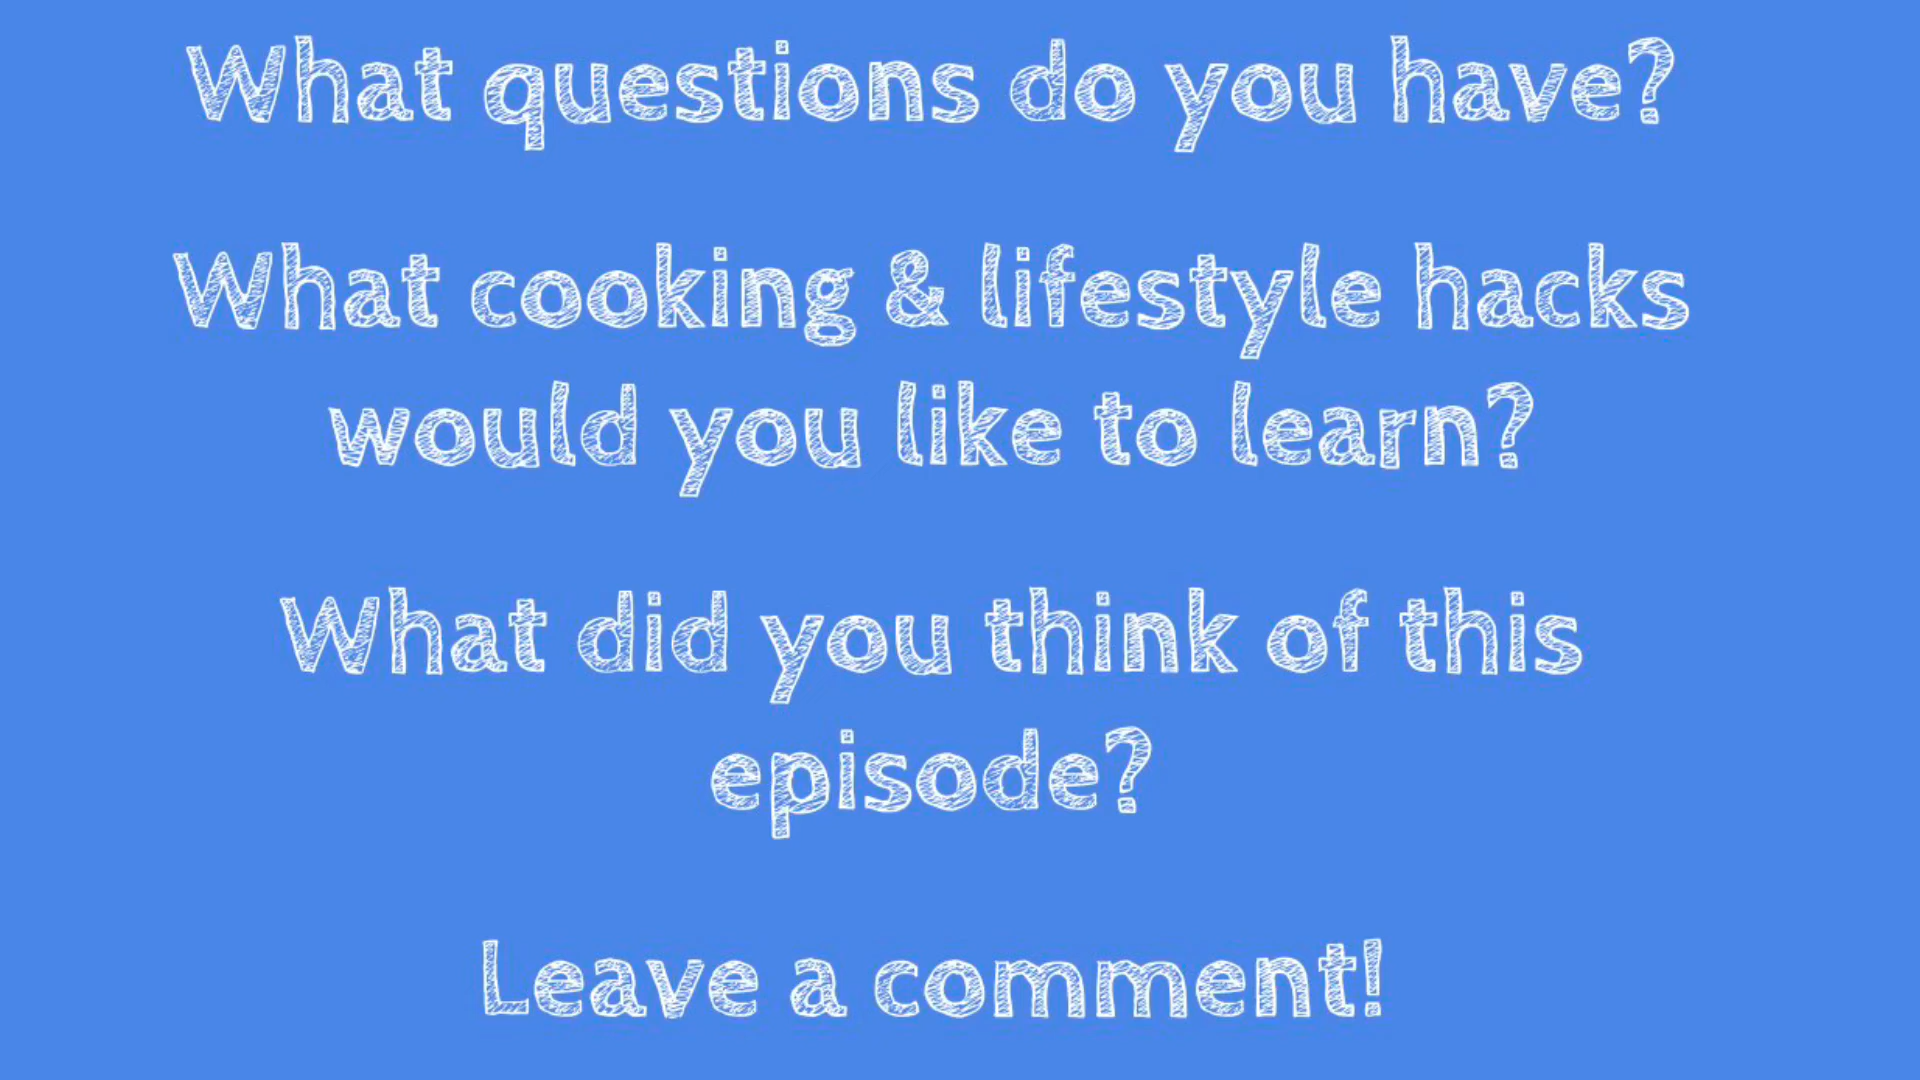 What questions do you have?
What cooking & lifestyle hacks
would you like to learn?
What did you think of this
episode?
Leave a comment!